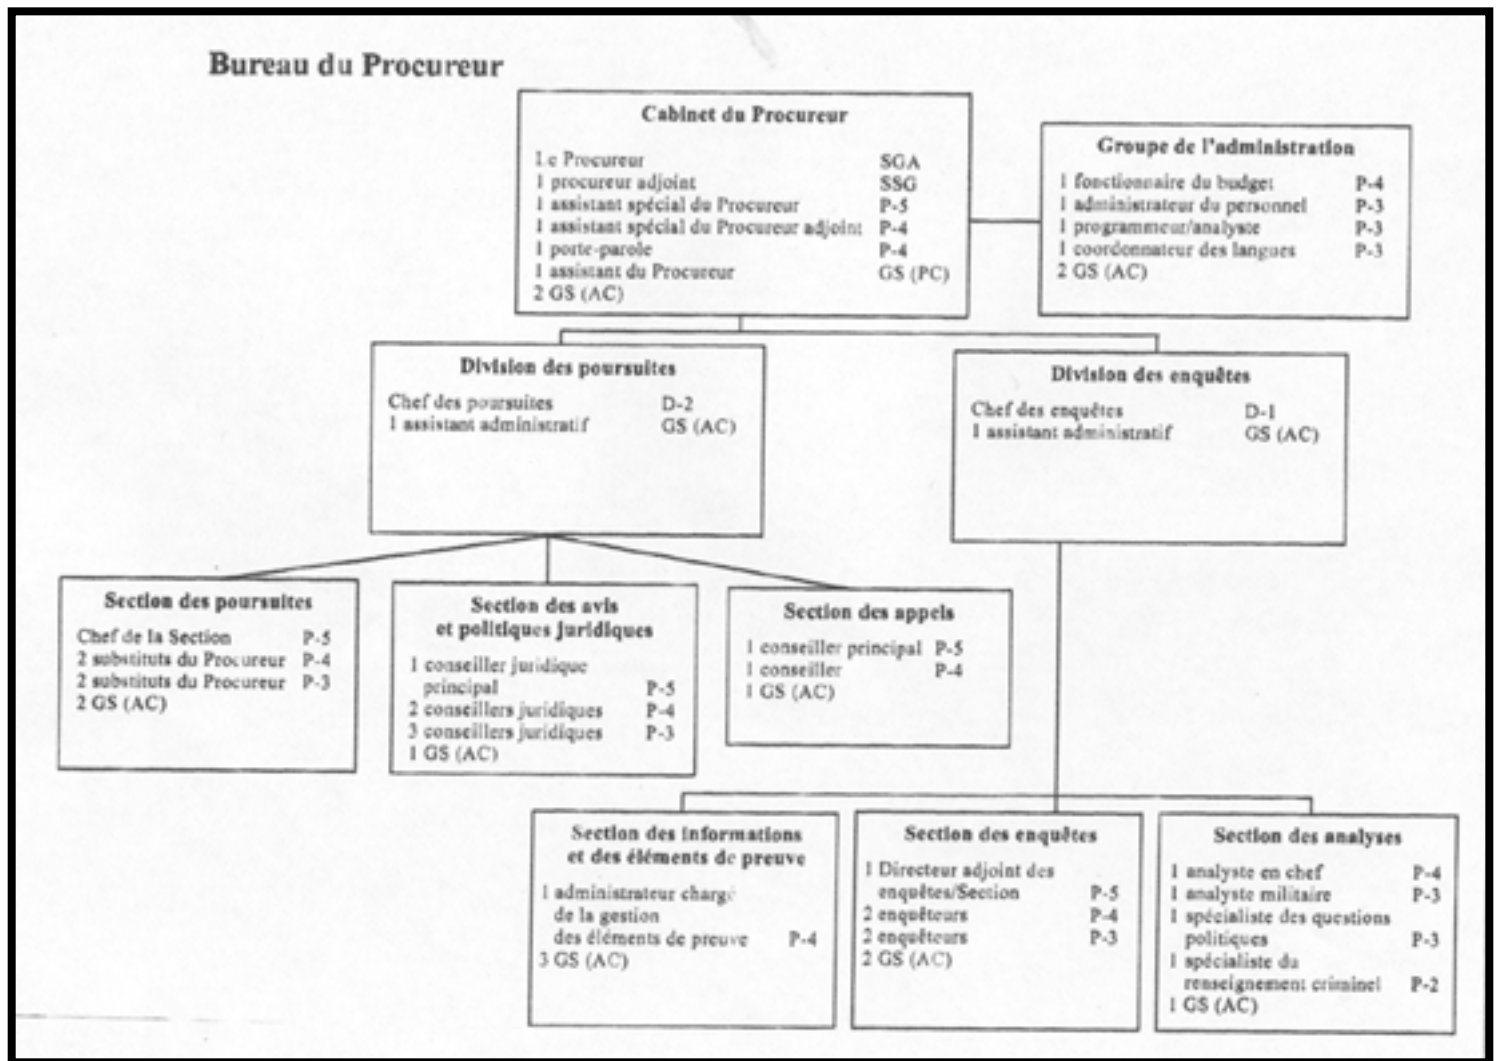 Bureau du Procureur
Cabinet du Procureur
Le Procureur SGA
1 procureur adjoint SSG
1 assistant spécial du Procureur P-5
1 assistant spécial du Procureur adjoint P-4
1 porte-parole P-4
1 assistant du Procureur GS (PC)
2 GS (AC)
Groupe de l'administration
1 fonctionnaire du budget P-4
1 administrateur du personnel P-3
1 programmeur/analyste P-3
1 coordonnateur des langues P-3
2 GS (AC)
Division des poursuites
Chef des poursuites D-2
1 assistant administratif GS (AC)
Division des enquêtes
Chef des enquêtes D-1
1 assistant administratif GS (AC)
Section des poursuites
Chef de la Section P-5
2 substituts du Procureur P-4
2 substituts du Procureur P-3
2 GS (AC)
Section des avis
et politiques juridiques
1 conseiller juridique
principal P-5
2 conseillers juridiques P-4
3 conseillers juridiques P-3
1 GS (AC)
Section des appels
1 conseiller principal P-5
1 conseiller P-4
1 GS (AC)
Section des informations
et des éléments de preuve
1 administrateur chargé
de la gestion
des éléments de preuve P-4
3 GS (AC)
Section des enquêtes
1 Directeur adjoint des
enquêtes/Section P-5
2 enquêteurs P-4
2 enquêteurs P-3
2 GS (AC)
Section des analyses
1 analyste en chef P-4
1 analyste militaire P-3
1 spécialiste des questions
politiques P-3
1 spécialiste du
renseignement criminel P-2
1 GS (AC)